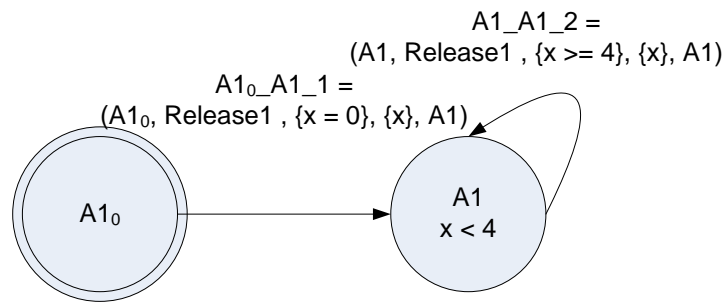 A1_A1_2 =
(A1, Release1 , {x >= 4}, {x}, A1)
A1₀_A1_1 =
(A1₀, Release1 , {x = 0}, {x}, A1)
A1₀
A1
x < 4